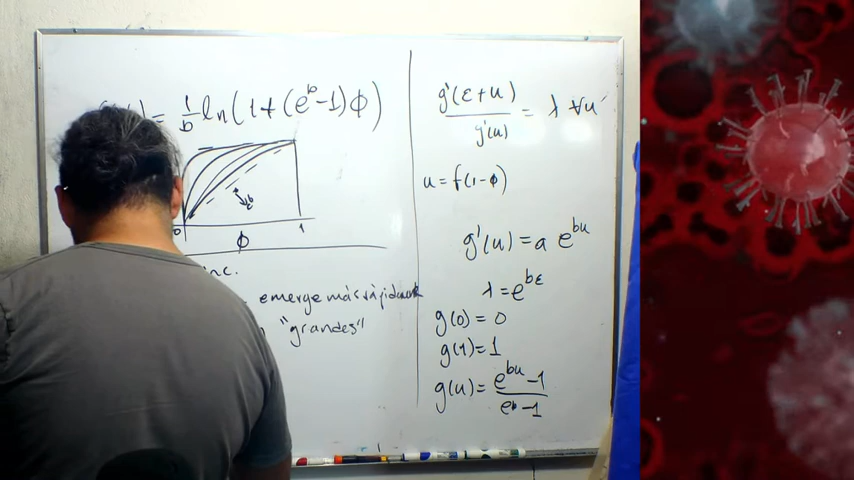 ) = 1/b ln(1+(e^b-1)ϕ)
0 ϕ 1
inc.
emerge más rápidamente
"grandes"
g'(ε+u)/g'(u) = λ ∀u
u = f(1-ϕ)
g'(u) = a e^{bu}
λ = e^{bε}
g(0) = 0
g(1) = 1
g(u) = e^{bu}-1/e^b-1